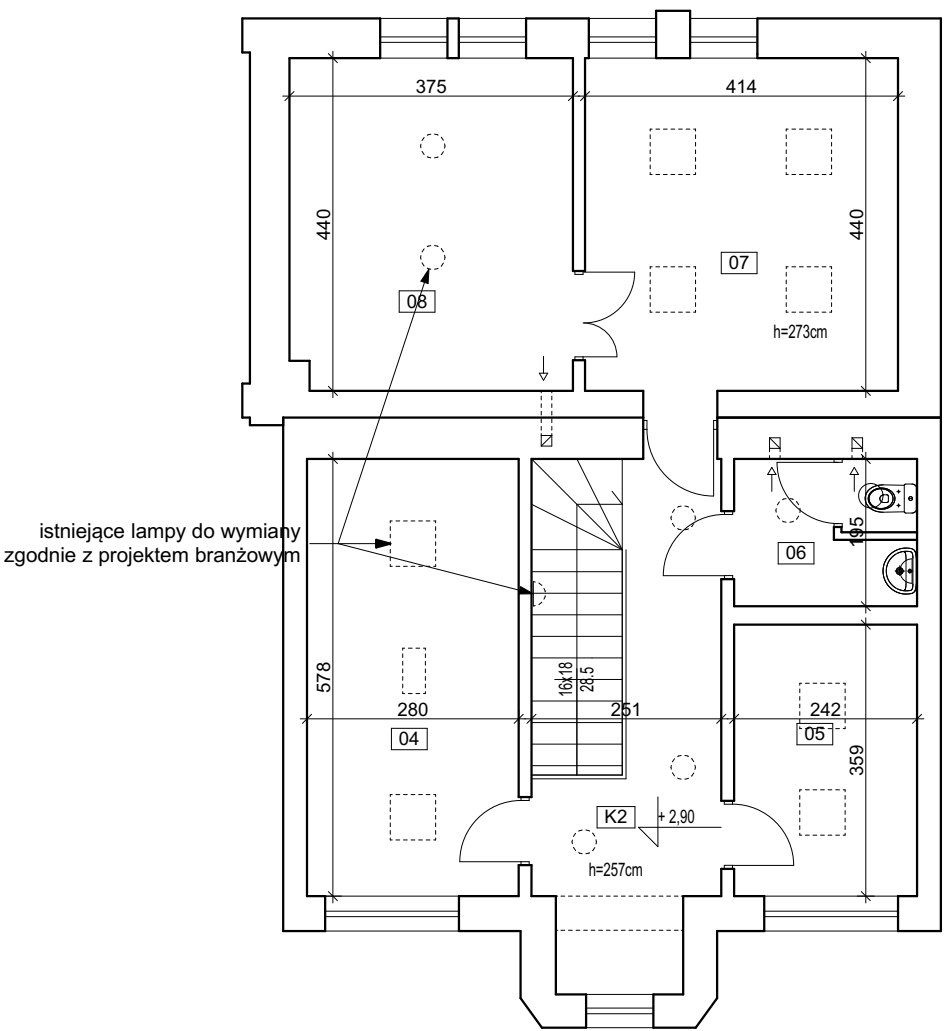 375
414
440
440
07
08
h=273cm
istniejące lampy do wymiany
zgodnie z projektem branżowym
195
06
578
16x18
28.5
280
251
242
04
05
359
K2
+ 2,90
h=257cm